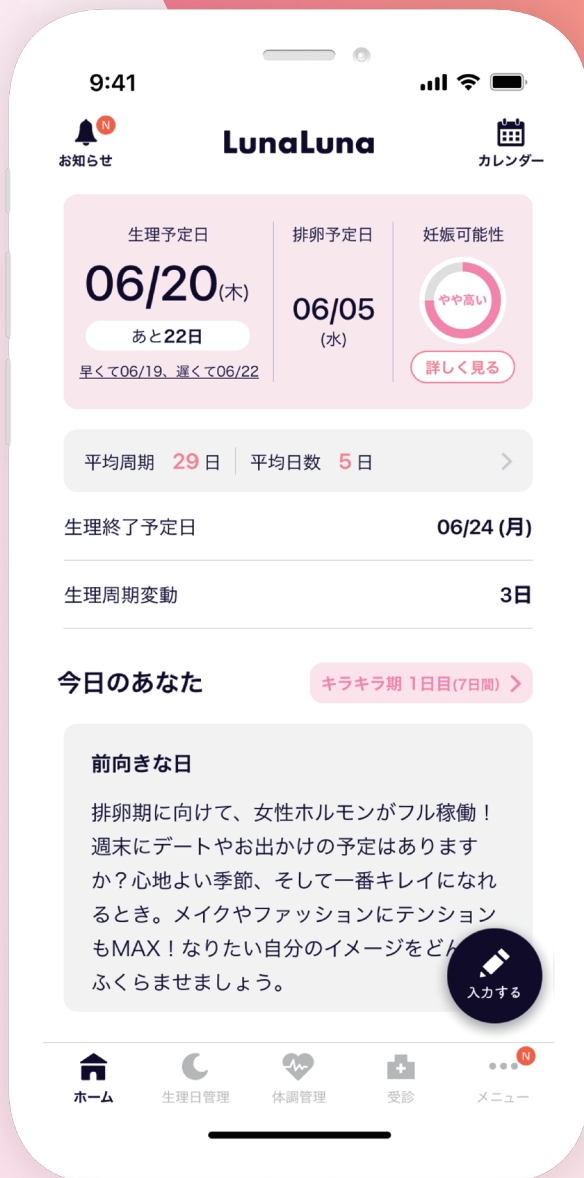 9:41
N
お知らせ
LunaLuna
カレンダー
生理予定日
06/20(木)
あと22日
早くて06/19、遅くて06/22
排卵予定日
06/05
(水)
妊娠可能性
やや高い
詳しく見る
平均周期 29日 平均日数 5日
生理終了予定日 06/24 (月)
生理周期変動 3日
今日のあなた
キラキラ期 1日目(7日間)
前向きな日
排卵期に向けて、女性ホルモンがフル稼働！
週末にデートやお出かけの予定はあります
か？心地よい季節、そして一番キレイになれ
るとき。メイクやファッションにテンション
もMAX！なりたい自分のイメージをどん
ふくらませましょう。
入力する
ホーム
生理日管理
体調管理
受診
N
メニュー